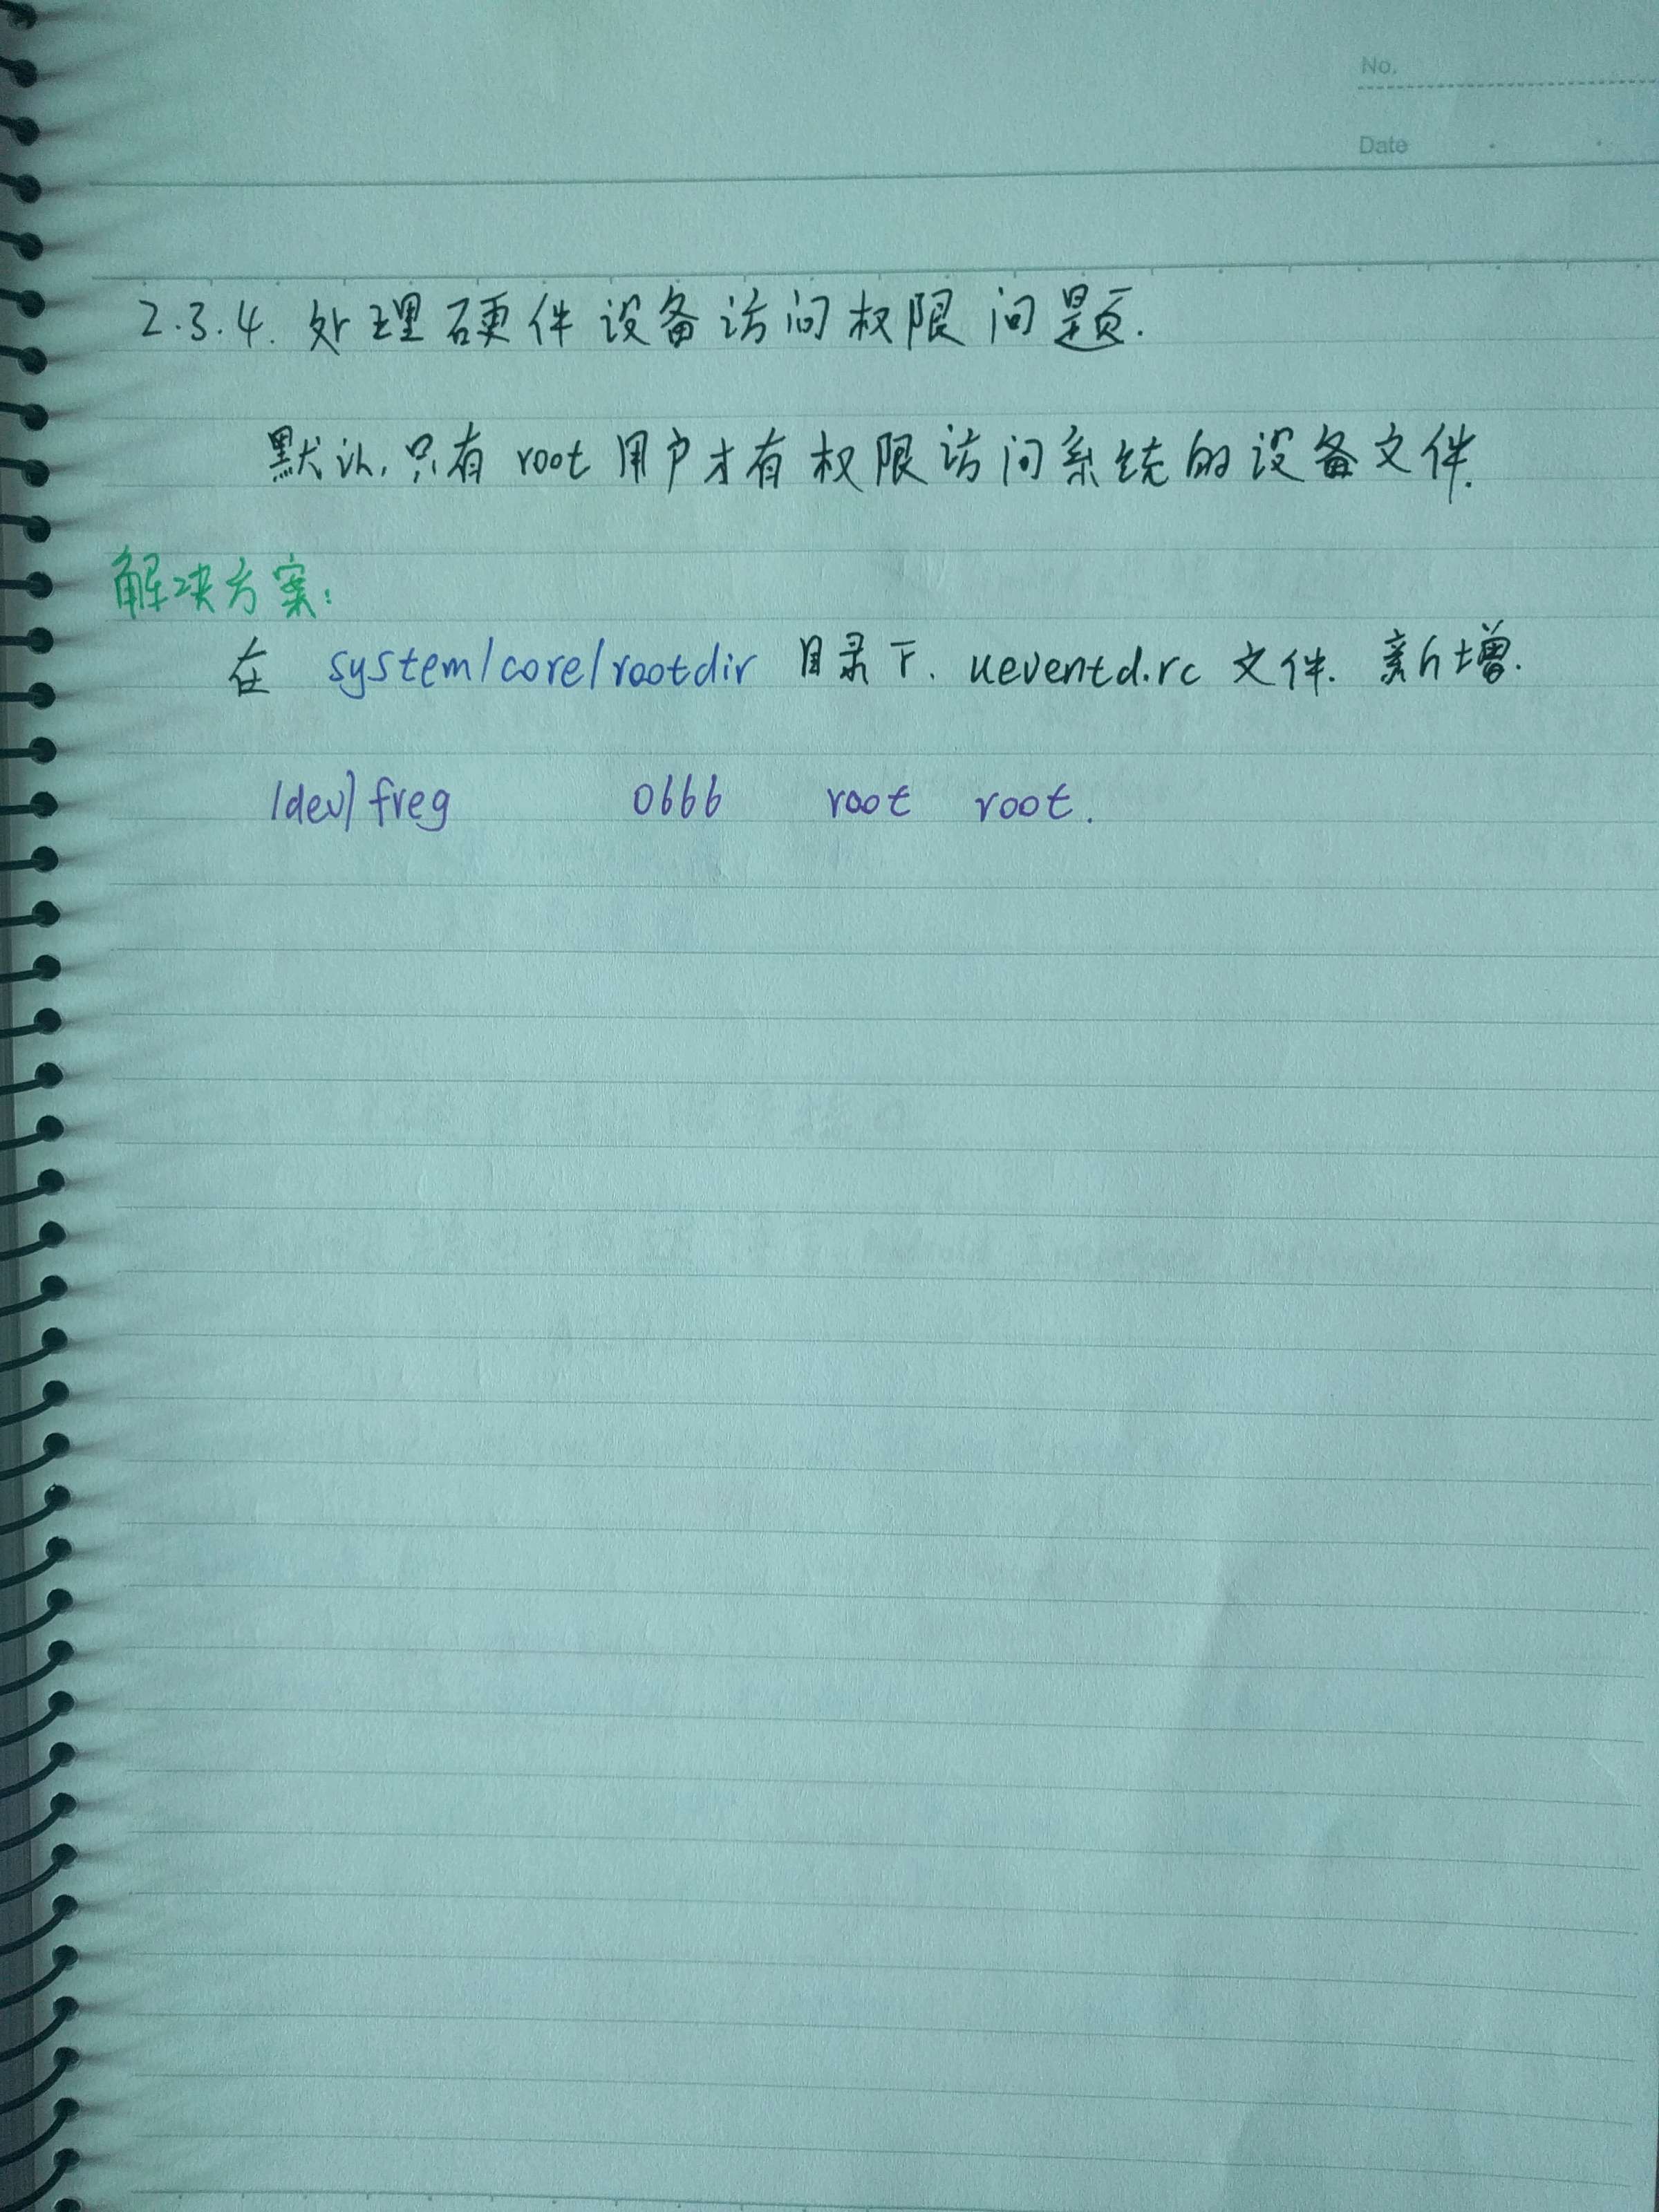 No.
Date
2.3.4. 处理硬件设备访问权限问题.
默认,只有 root 用户才有权限访问系统的设备文件.
解决方案:
在 system/core/rootdir 目录下. ueventd.rc 文件. 新增.
/dev/freg 0666 root root.